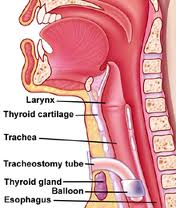 Larynx
Thyroid cartilage
Trachea
Tracheostomy tube
Thyroid gland
Balloon
Esophagus